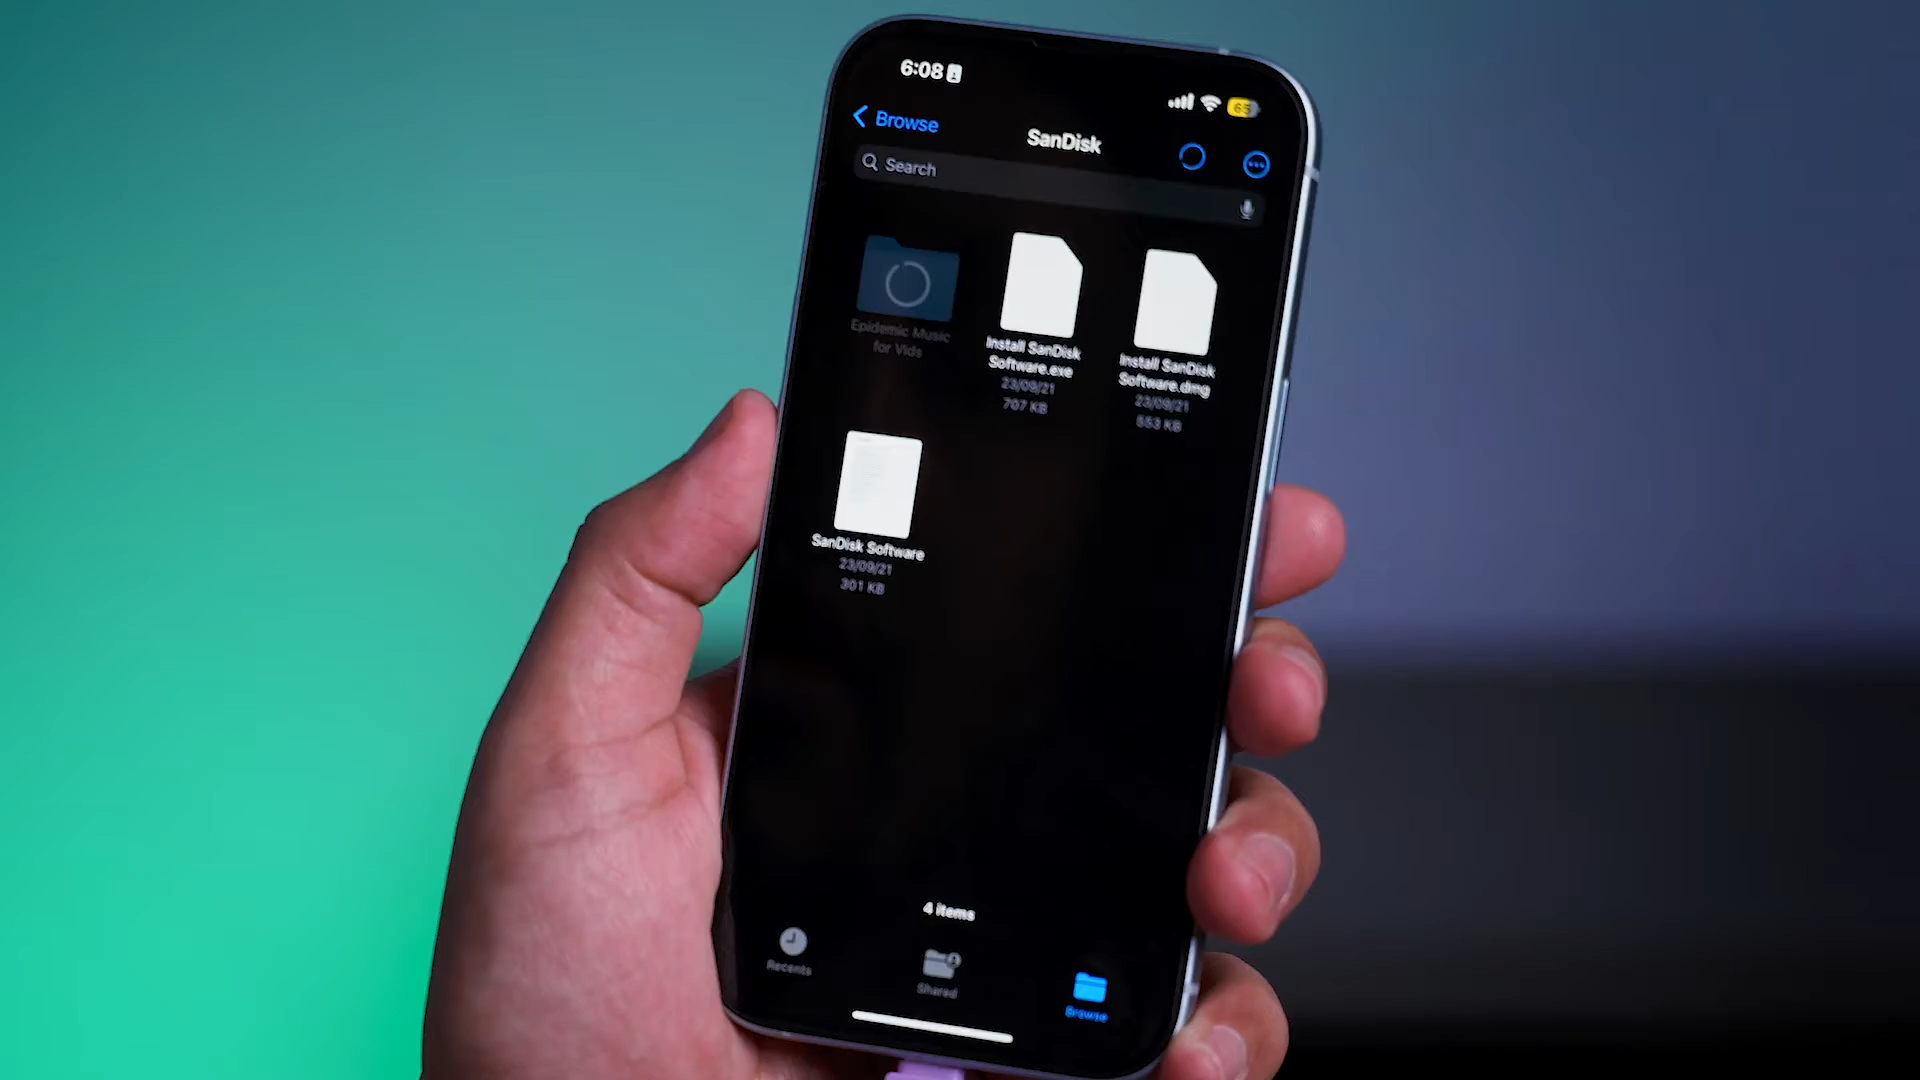 6:08
65
Browse
SanDisk
Search
Epidemic Music
for Vids
Install SanDisk
Software.exe
23/09/21
707 KB
Install SanDisk
Software.dmg
23/09/21
553 KB
SanDisk Software
23/09/21
301 KB
4 items
Recents
Shared
Browse